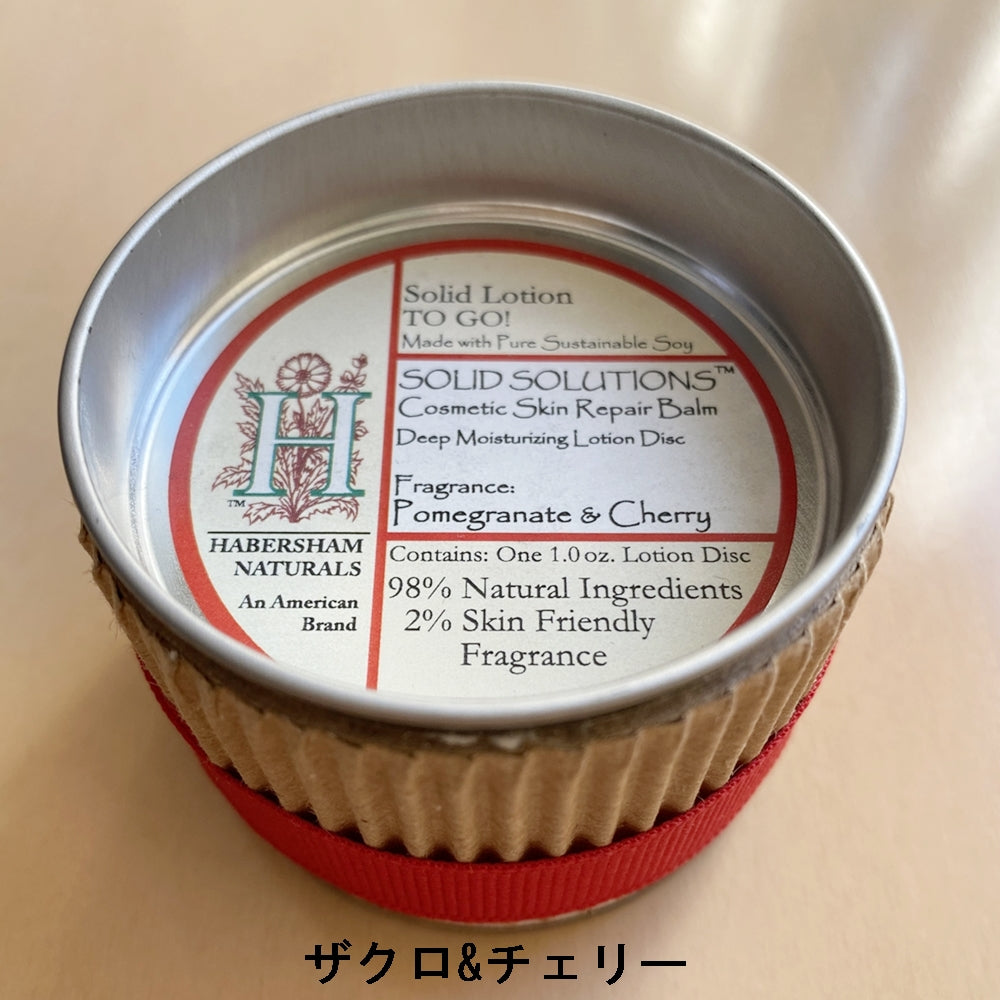 Solid Lotion
TO GO!
Made with Pure Sustainable Soy
SOLID SOLUTIONS™
Cosmetic Skin Repair Balm
Deep Moisturizing Lotion Disc
Fragrance:
Pomegranate & Cherry
H
TM
HABERSHAM
NATURALS
An American
Brand
Contains: One 1.0 oz. Lotion Disc
98% Natural Ingredients
2% Skin Friendly
Fragrance
ザクロ&チェリー